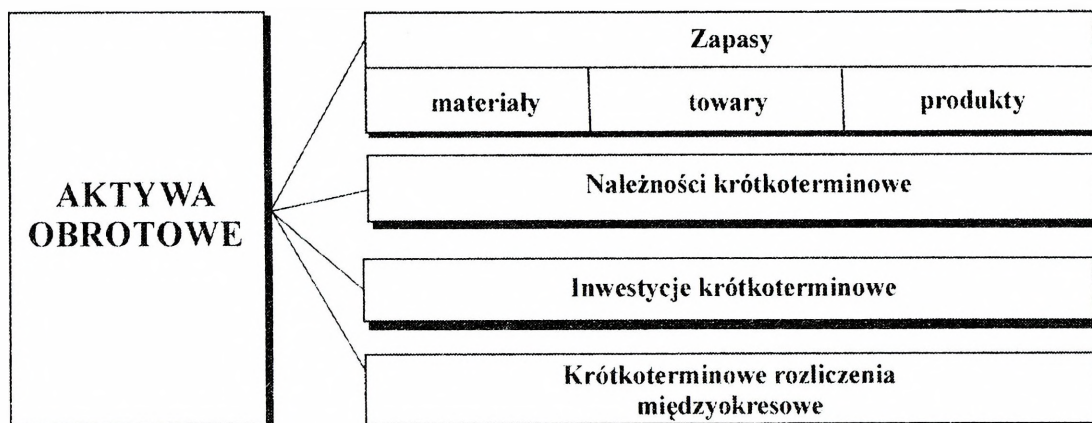 AKTYWA
OBROTOWE
Zapasy
materiały towary produkty
Należności krótkoterminowe
Inwestycje krótkoterminowe
Krótkoterminowe rozliczenia
międzyokresowe